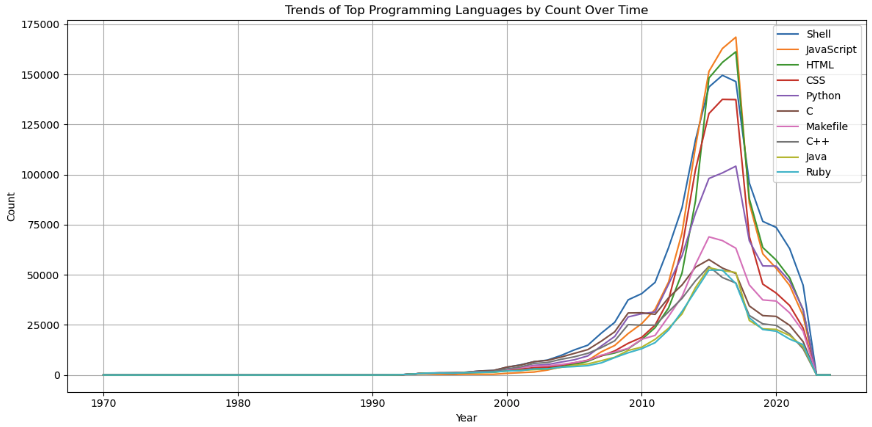 Trends of Top Programming Languages by Count Over Time
175000
150000
125000
100000
75000
50000
25000
0
Count
1970
1980
1990
2000
2010
2020
Year
Shell
JavaScript
HTML
CSS
Python
C
Makefile
C++
Java
Ruby